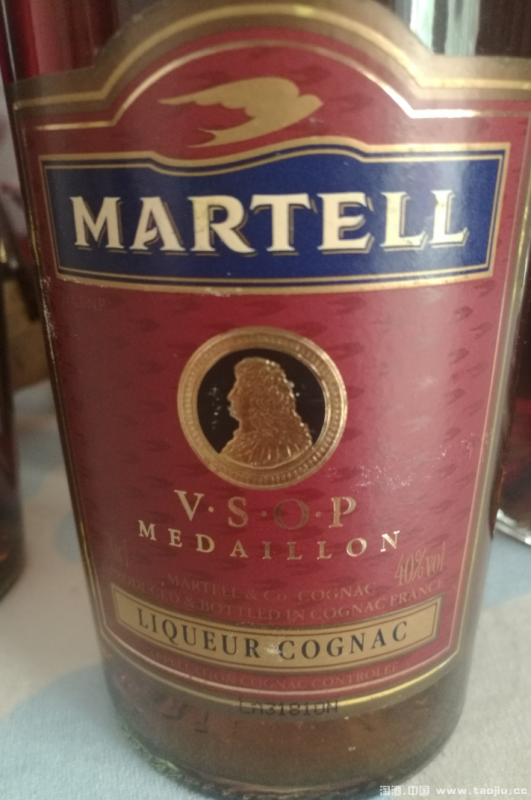 MARTELL
V·S·O·P
MEDAILLON
40%vol
MARTELL & Co. COGNAC
PRODUCED & BOTTLED IN COGNAC FRANCE
LIQUEUR COGNAC
APPELLATION COGNAC CONTROLEE
LA3181UN
淘酒.中国 www.taojiu.cc